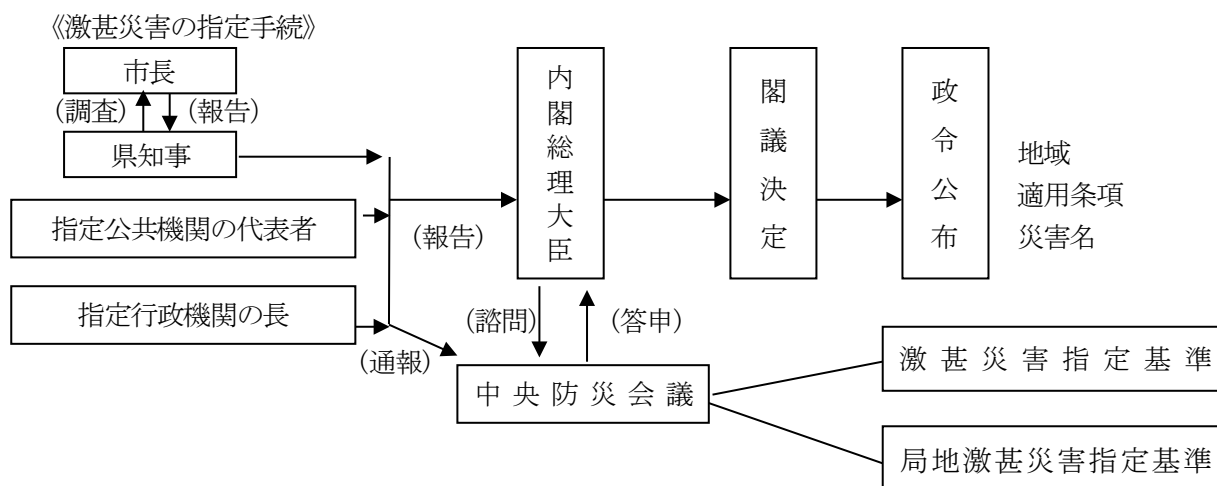 《激甚災害の指定手続》
市長
(調査)
(報告)
県知事
指定公共機関の代表者
指定行政機関の長
(報告)
(通報)
内閣総理大臣
(諮問)
(答申)
中央防災会議
閣議決定
政令公布
地域
適用条項
災害名
激甚災害指定基準
局地激甚災害指定基準